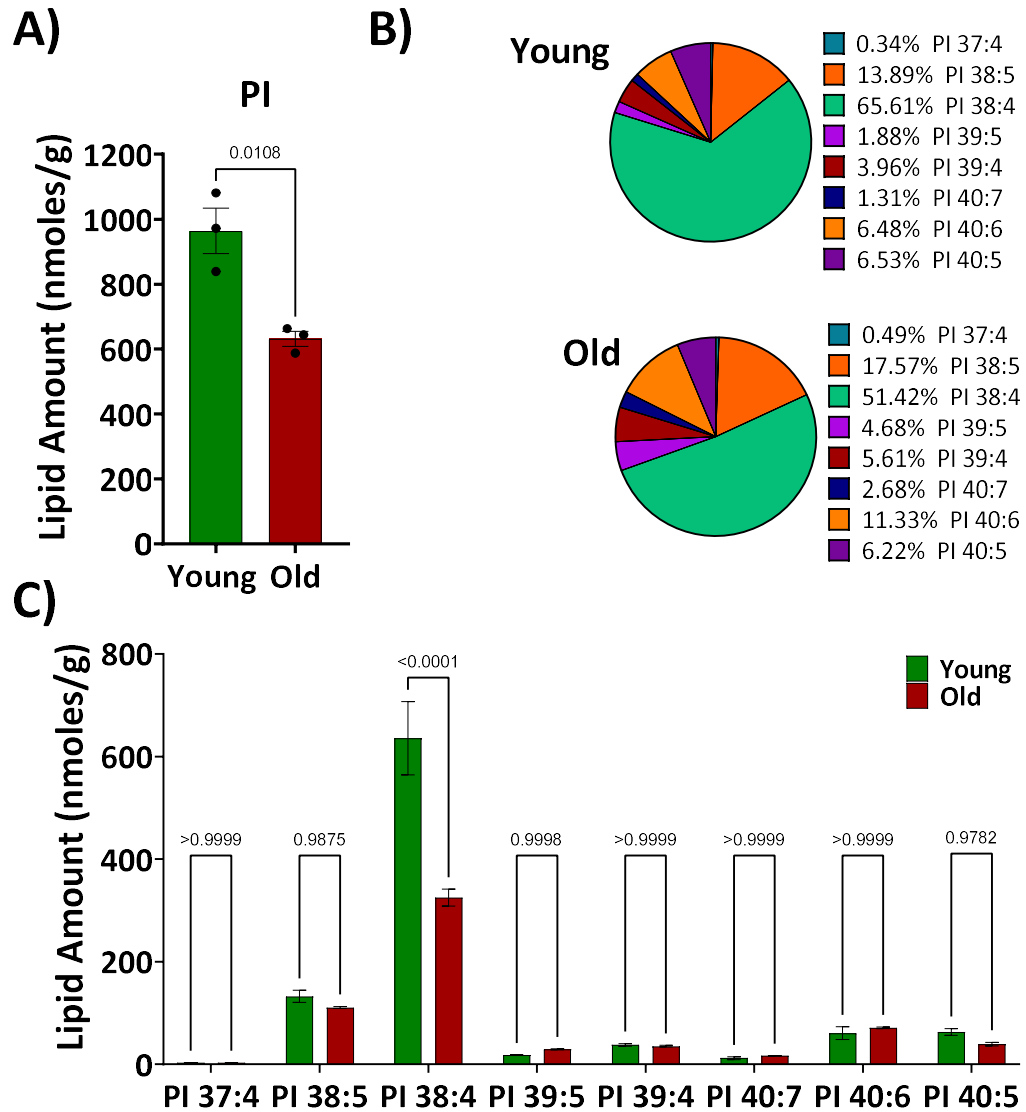 A)
PI
Lipid Amount (nmoles/g)
1200
1000
800
600
400
200
0
0.0108
Young Old
B)
Young
0.34% PI 37:4
13.89% PI 38:5
65.61% PI 38:4
1.88% PI 39:5
3.96% PI 39:4
1.31% PI 40:7
6.48% PI 40:6
6.53% PI 40:5
Old
0.49% PI 37:4
17.57% PI 38:5
51.42% PI 38:4
4.68% PI 39:5
5.61% PI 39:4
2.68% PI 40:7
11.33% PI 40:6
6.22% PI 40:5
C)
Lipid Amount (nmoles/g)
800
600
400
200
0
Young
Old
>0.9999
0.9875
<0.0001
0.9998
>0.9999
>0.9999
>0.9999
0.9782
PI 37:4 PI 38:5 PI 38:4 PI 39:5 PI 39:4 PI 40:7 PI 40:6 PI 40:5